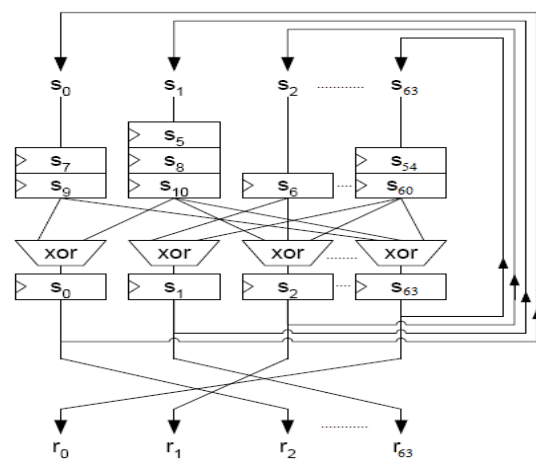 s₀ s₁ s₂ ........... s₆₃
s₅
s₇ s₈ s₅₄
s₉ s₁₀ s₆ ..... s₆₀
xor xor xor ........ xor
s₀ s₁ s₂ ..... s₆₃
r₀ r₁ r₂ ........... r₆₃